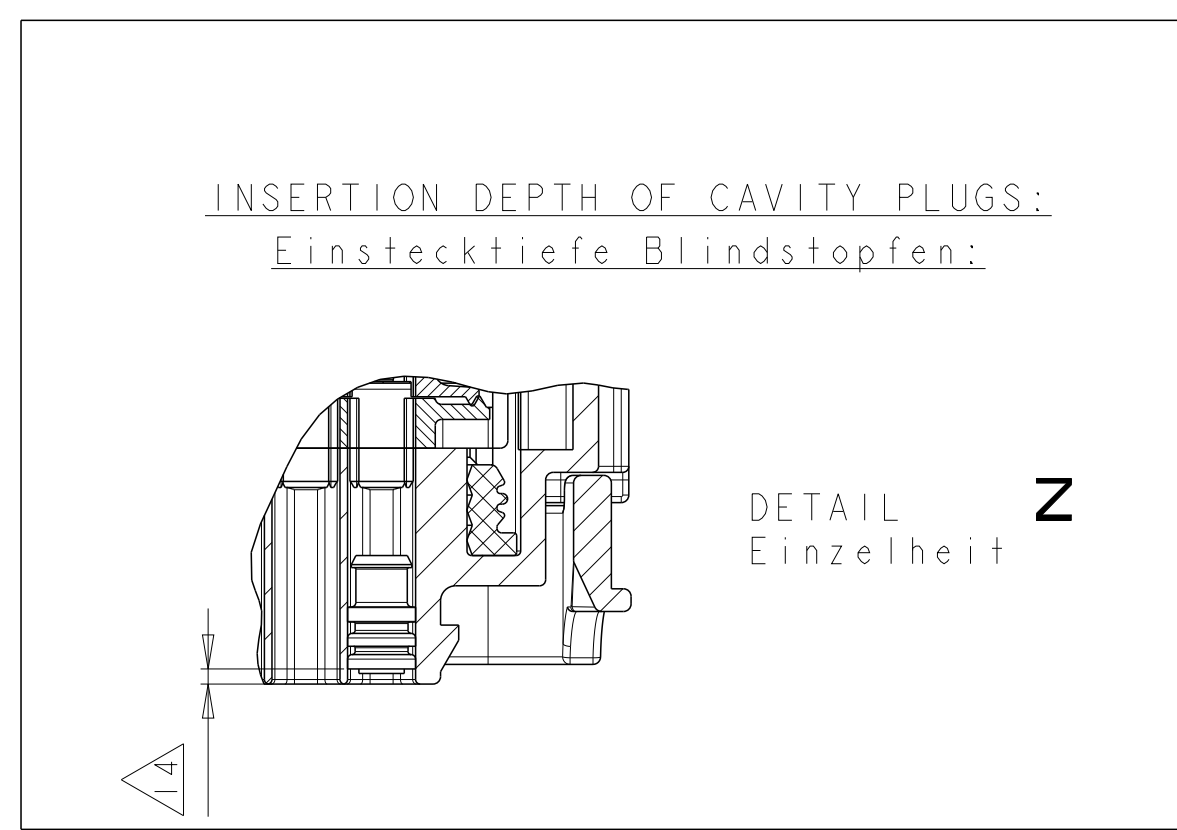 INSERTION DEPTH OF CAVITY PLUGS:
Einstecktiefe Blindstopfen:
DETAIL Z
Einzelheit
14